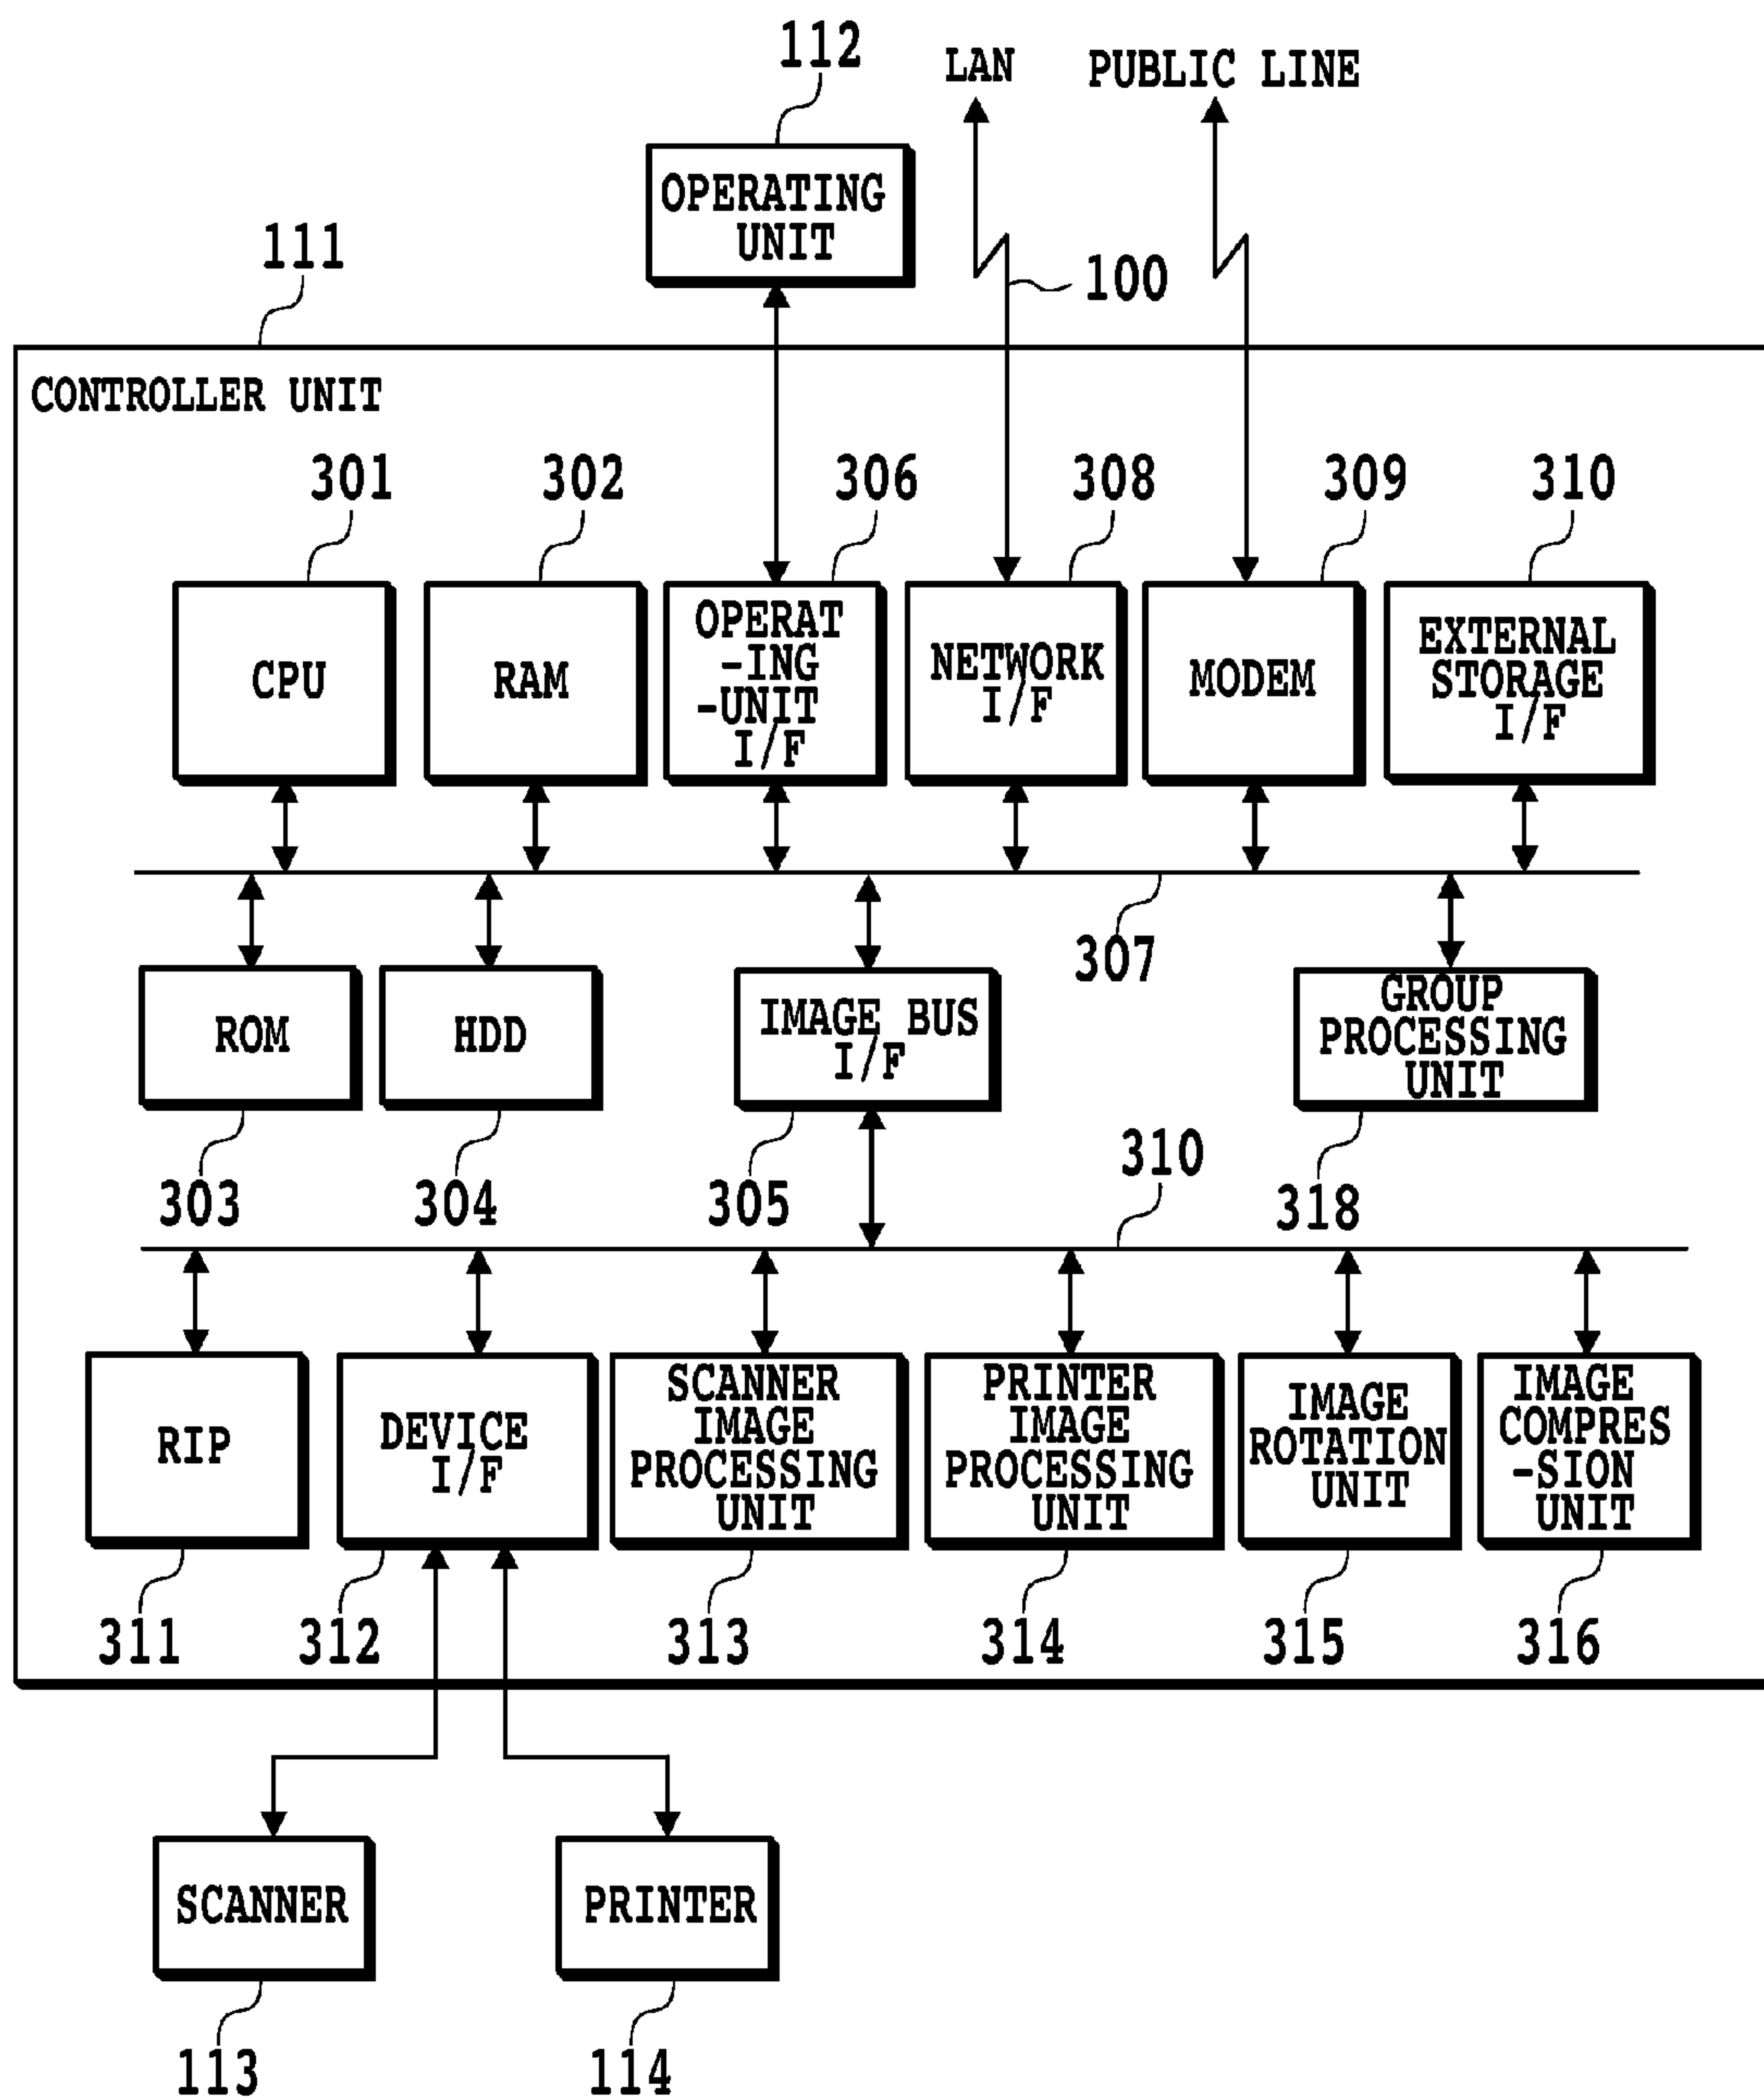 112
LAN
PUBLIC LINE
OPERATING
UNIT
111
100
CONTROLLER UNIT
301
302
306
308
309
310
CPU
RAM
OPERAT
-ING
-UNIT
I/F
NETWORK
I/F
MODEM
EXTERNAL
STORAGE
I/F
307
ROM
HDD
IMAGE BUS
I/F
GROUP
PROCESSING
UNIT
303
304
305
310
318
RIP
DEVICE
I/F
SCANNER
IMAGE
PROCESSING
UNIT
PRINTER
IMAGE
PROCESSING
UNIT
IMAGE
ROTATION
UNIT
IMAGE
COMPRES
-SION
UNIT
311
312
313
314
315
316
SCANNER
PRINTER
113
114